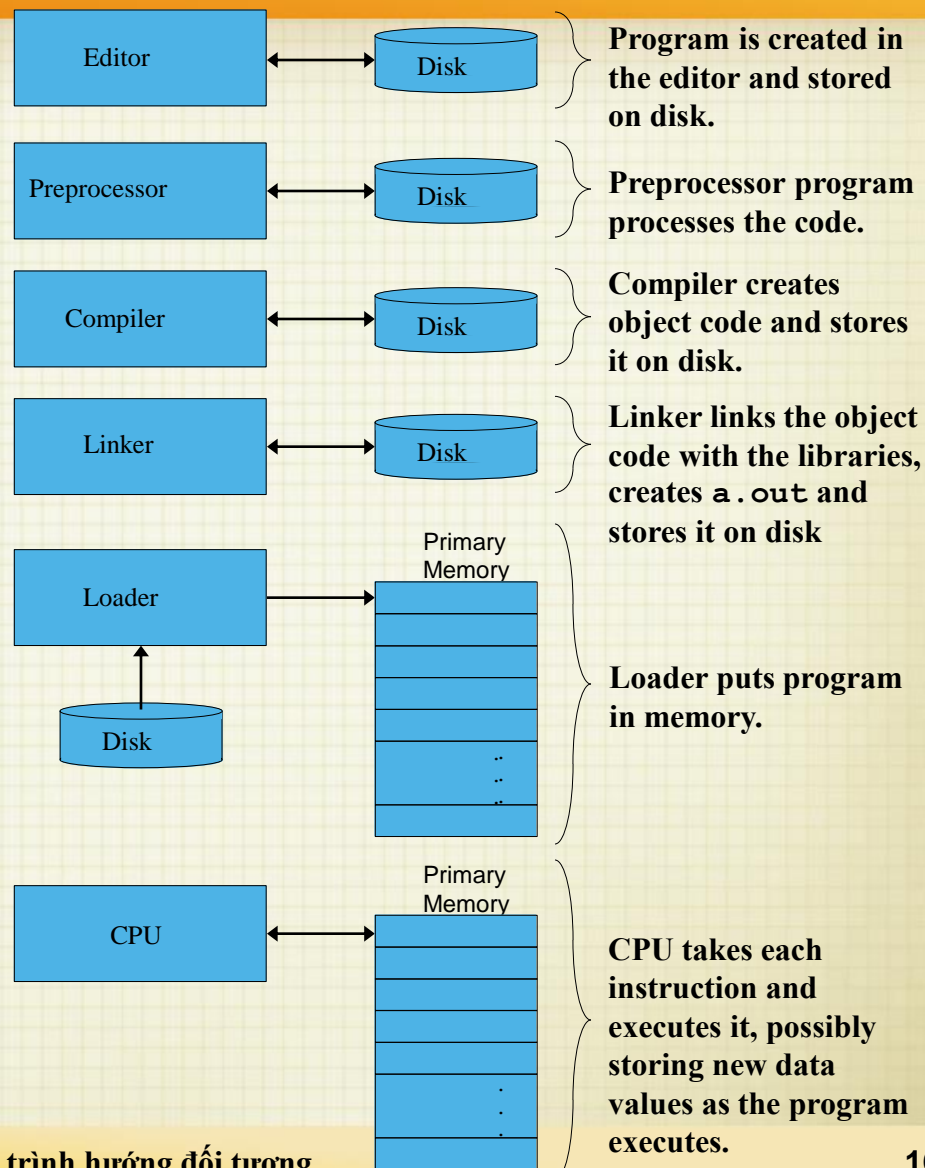 Editor
Disk
Program is created in
the editor and stored
on disk.
Preprocessor
Disk
Preprocessor program
processes the code.
Compiler
Disk
Compiler creates
object code and stores
it on disk.
Linker
Disk
Linker links the object
code with the libraries,
creates a.out and
stores it on disk
Loader
Disk
Primary
Memory
Loader puts program
in memory.
CPU
Primary
Memory
CPU takes each
instruction and
executes it, possibly
storing new data
values as the program
executes.
trình hướng đối tượng